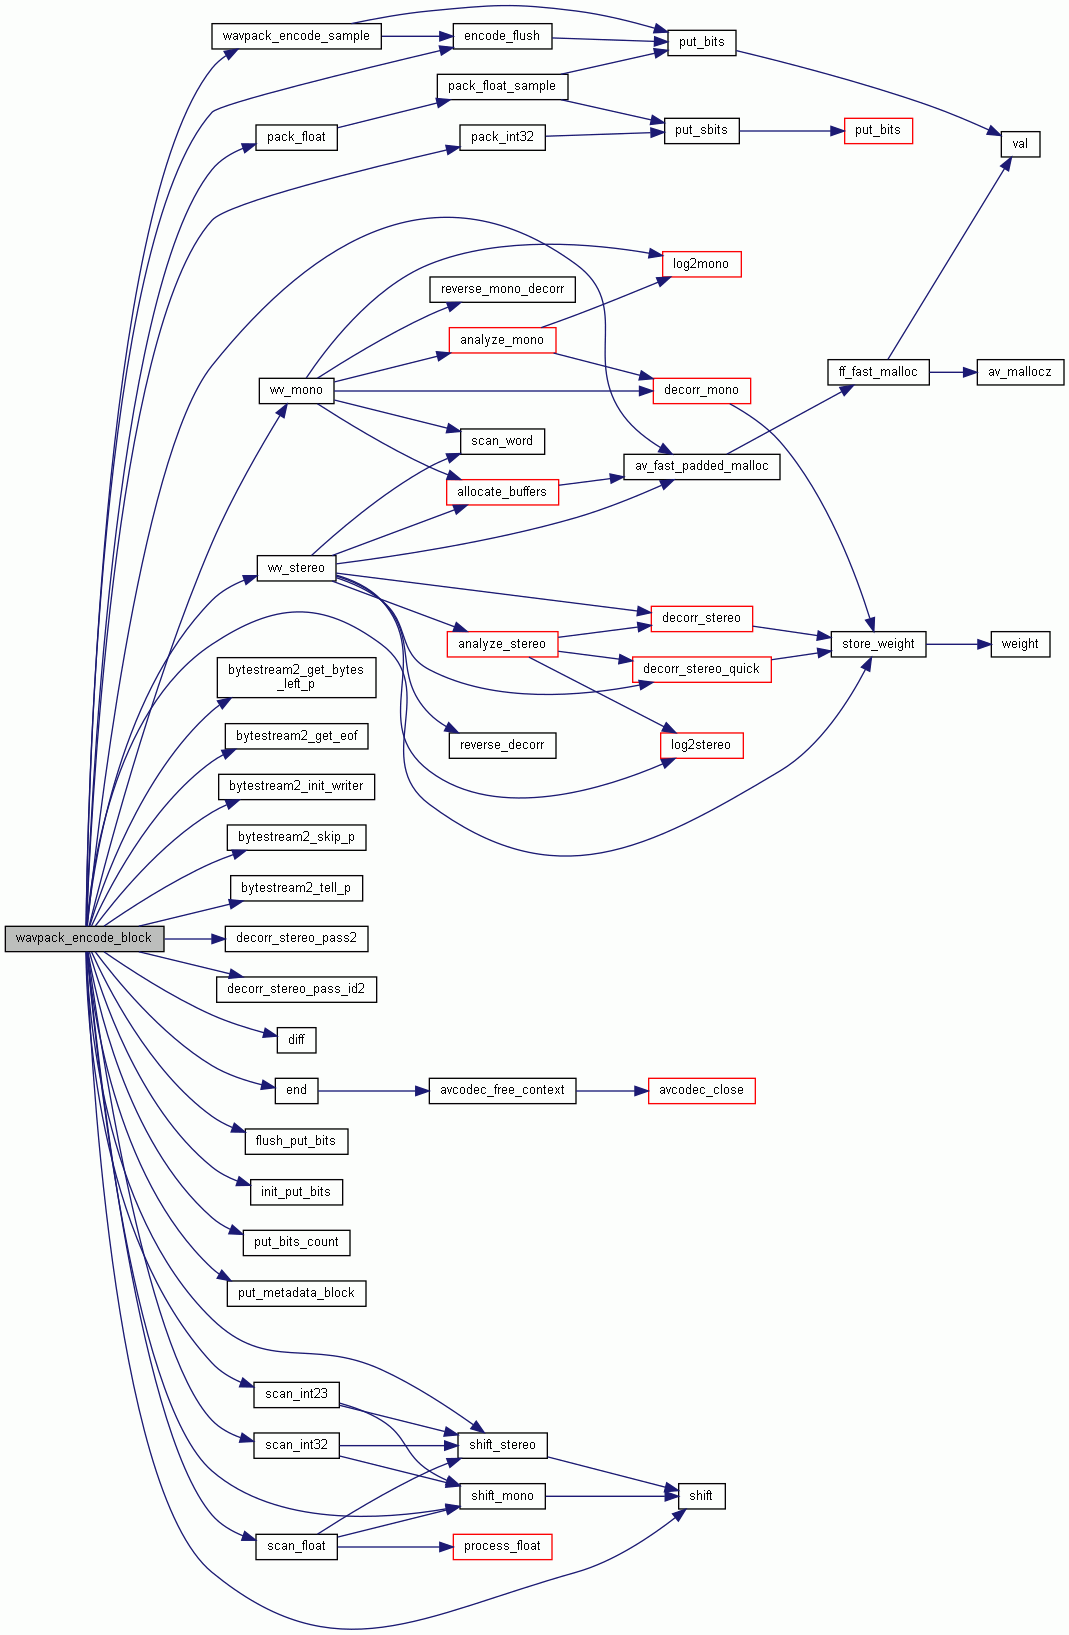 wavpack_encode_sample
encode_flush
put_bits
pack_float_sample
pack_float
pack_int32
put_sbits
put_bits
val
log2mono
reverse_mono_decorr
analyze_mono
ff_fast_malloc
av_mallocz
wv_mono
decorr_mono
scan_word
av_fast_padded_malloc
allocate_buffers
wv_stereo
decorr_stereo
analyze_stereo
store_weight
weight
decorr_stereo_quick
bytestream2_get_bytes
_left_p
bytestream2_get_eof
reverse_decorr
log2stereo
bytestream2_init_writer
bytestream2_skip_p
bytestream2_tell_p
wavpack_encode_block
decorr_stereo_pass2
decorr_stereo_pass_id2
diff
end
avcodec_free_context
avcodec_close
flush_put_bits
init_put_bits
put_bits_count
put_metadata_block
scan_int23
scan_int32
shift_stereo
shift_mono
shift
scan_float
process_float